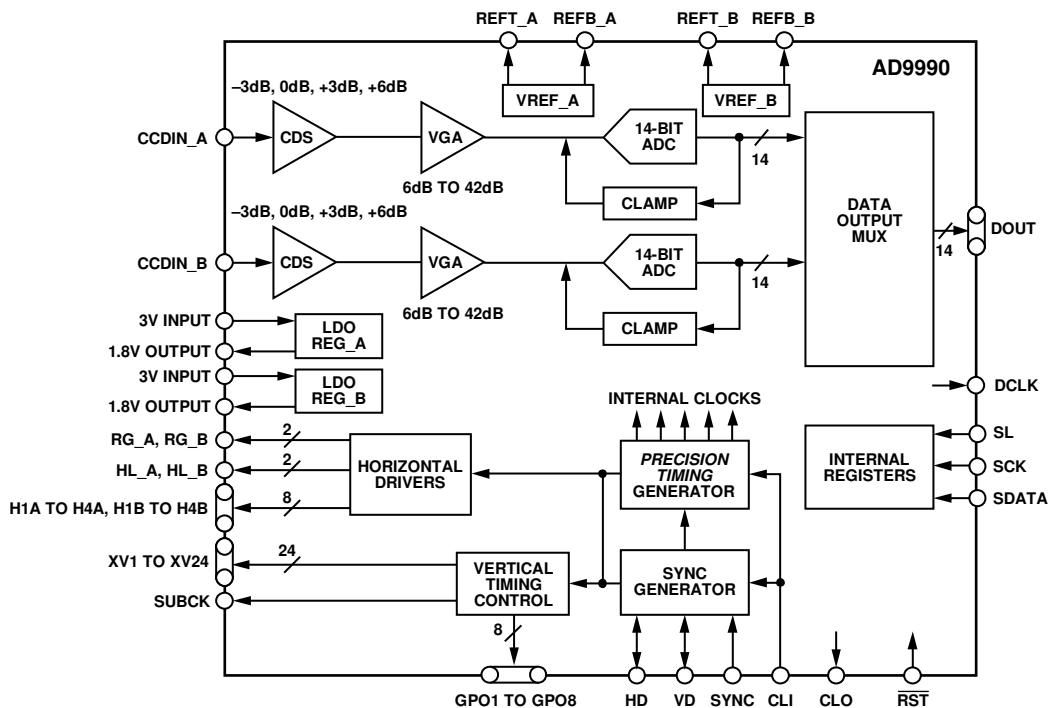 REFT_A REFB_A REFT_B REFB_B
AD9990
VREF_A
VREF_B
–3dB, 0dB, +3dB, +6dB
CCDIN_A
CDS
VGA
6dB TO 42dB
14-BIT
ADC
14
CLAMP
–3dB, 0dB, +3dB, +6dB
CCDIN_B
CDS
VGA
6dB TO 42dB
14-BIT
ADC
14
CLAMP
DATA
OUTPUT
MUX
14
DOUT
3V INPUT
1.8V OUTPUT
LDO
REG_A
3V INPUT
1.8V OUTPUT
LDO
REG_B
DCLK
INTERNAL CLOCKS
RG_A, RG_B
2
HL_A, HL_B
2
H1A TO H4A, H1B TO H4B
8
HORIZONTAL
DRIVERS
PRECISION
TIMING
GENERATOR
INTERNAL
REGISTERS
SL
SCK
SDATA
XV1 TO XV24
24
SUBCK
VERTICAL
TIMING
CONTROL
SYNC
GENERATOR
8
GPO1 TO GPO8 HD VD SYNC CLI CLO RST